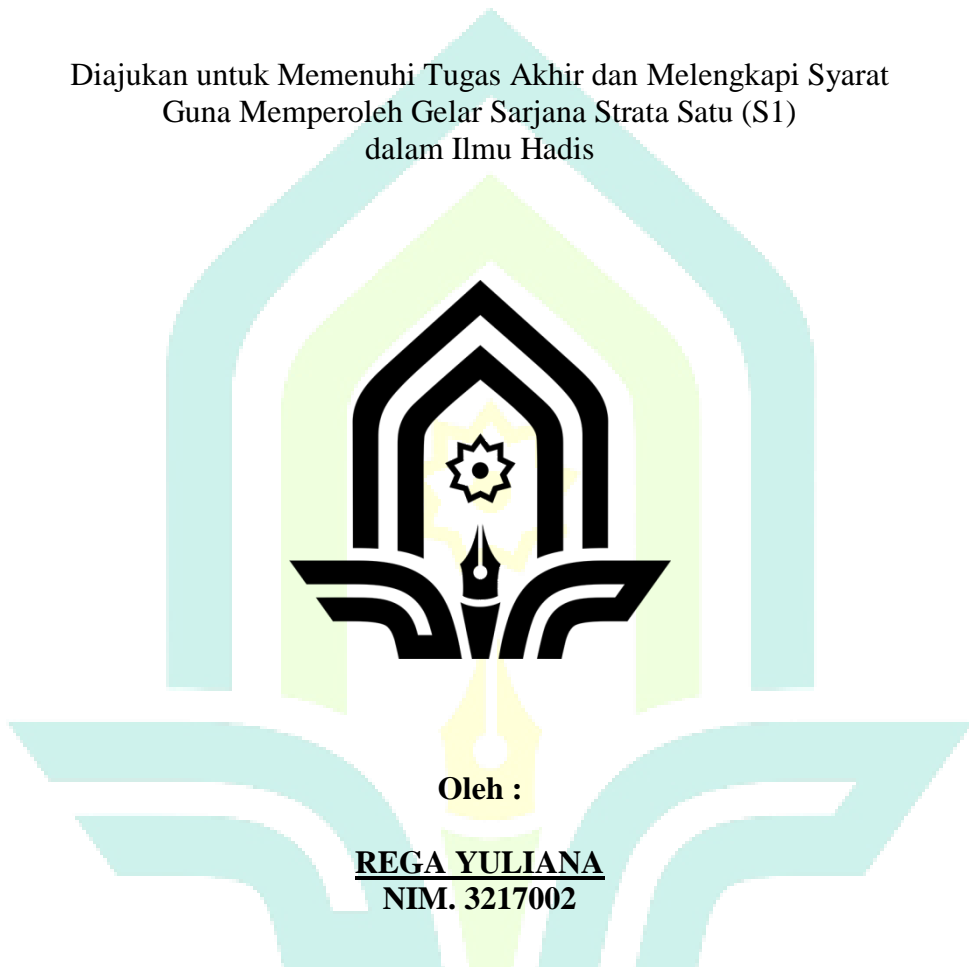 Diajukan untuk Memenuhi Tugas Akhir dan Melengkapi Syarat
Guna Memperoleh Gelar Sarjana Strata Satu (S1)
dalam Ilmu Hadis
Oleh :
REGA YULIANA
NIM. 3217002